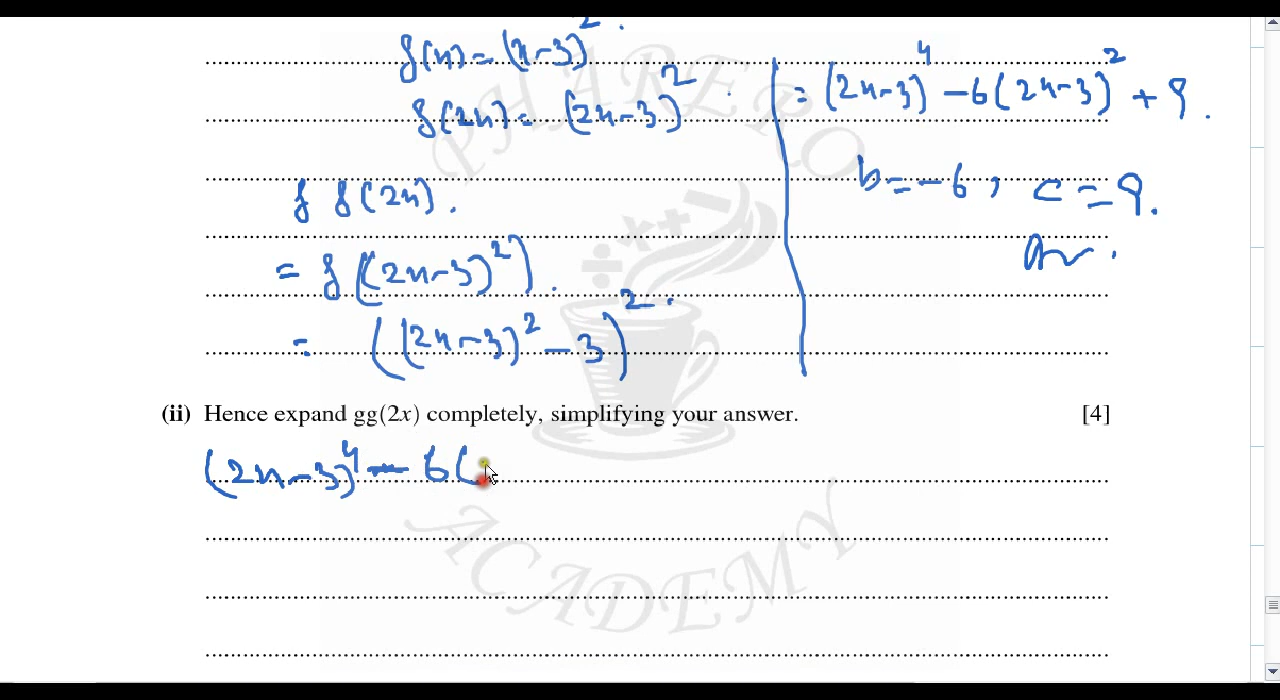 f(x) = (x-3)².
f(2x) = (2x-3)².
f f(2x).
= f((2x-3)²).
= ((2x-3)² - 3)².
= (2x-3)⁴ - 6(2x-3)² + 9.
b = -6, c = 9.
Ans.
(ii) Hence expand gg(2x) completely, simplifying your answer. [4]
(2x-3)⁴ - 6(
PHAREPO
ACADEMY